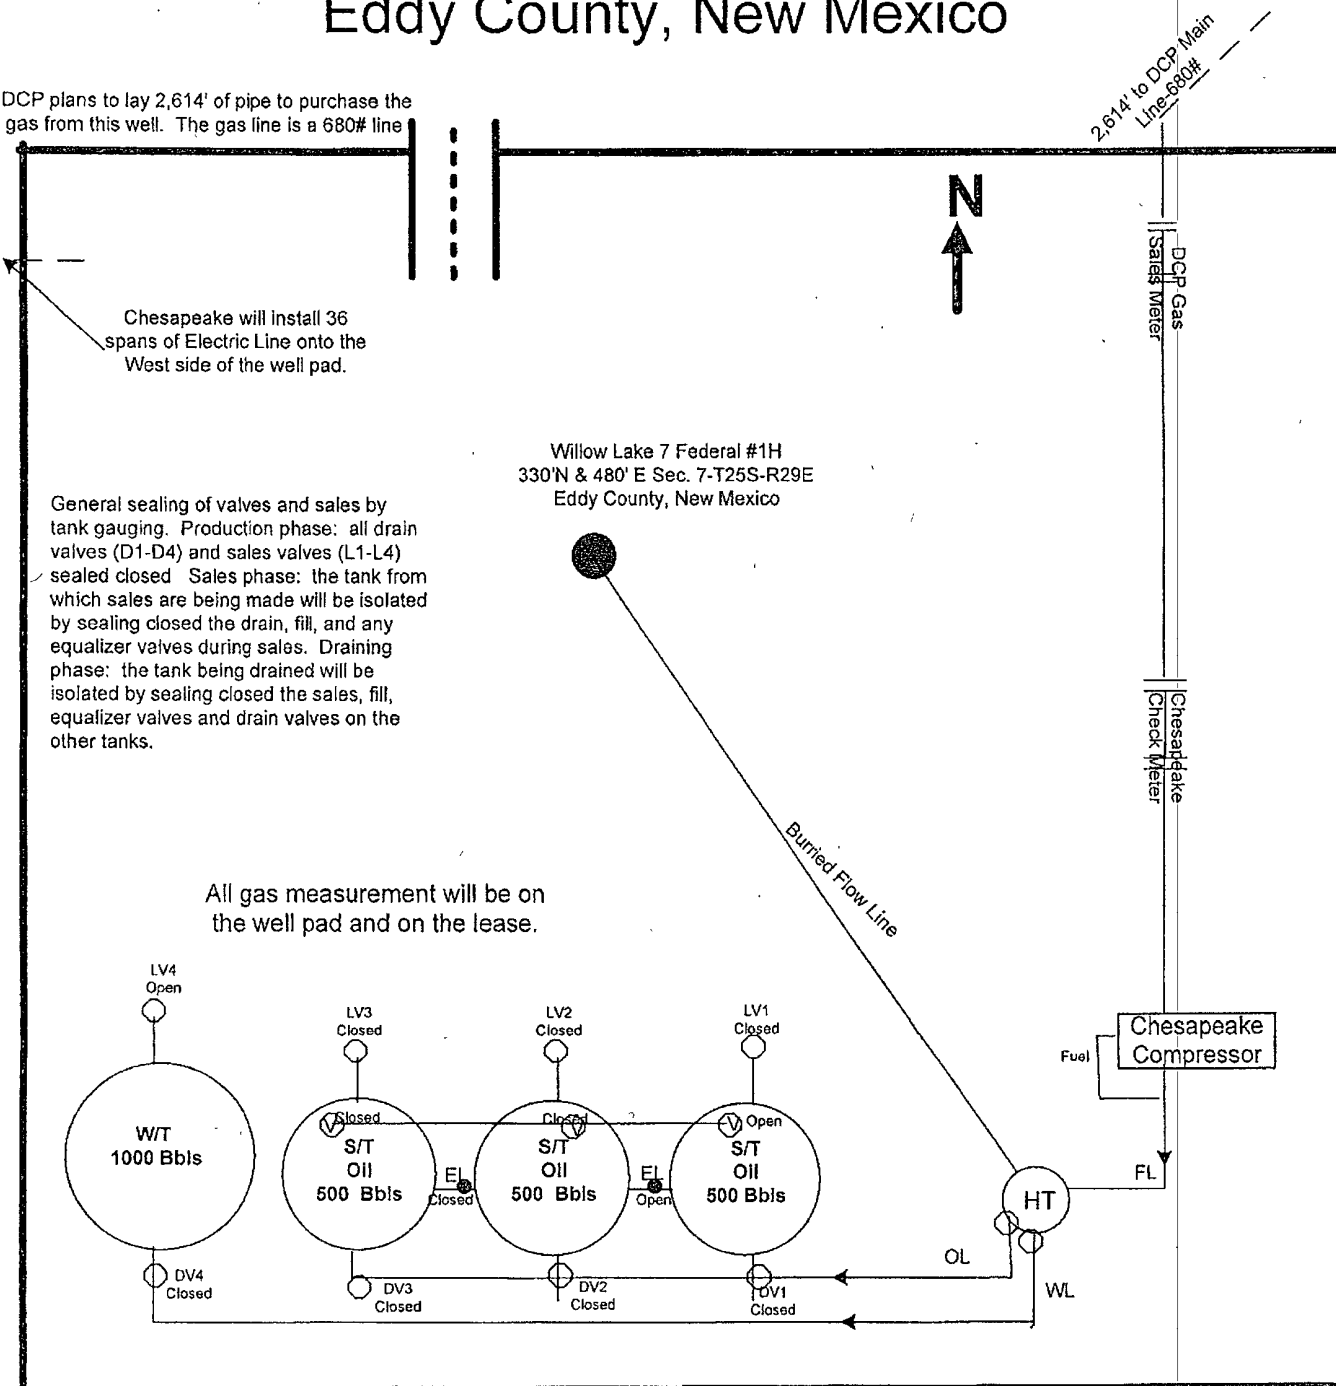 Eddy County, New Mexico
DCP plans to lay 2,614' of pipe to purchase the
gas from this well. The gas line is a 680# line
2,614' to DCP Main
Line-680#
N
DCP Gas
Sales Meter
Chesapeake will install 36
spans of Electric Line onto the
West side of the well pad.
Willow Lake 7 Federal #1H
330'N & 480' E Sec. 7-T25S-R29E
Eddy County, New Mexico
General sealing of valves and sales by
tank gauging. Production phase: all drain
valves (D1-D4) and sales valves (L1-L4)
sealed closed Sales phase: the tank from
which sales are being made will be isolated
by sealing closed the drain, fill, and any
equalizer valves during sales. Draining
phase: the tank being drained will be
isolated by sealing closed the sales, fill,
equalizer valves and drain valves on the
other tanks.
Chesapeake
Check Meter
Burried Flow Line
All gas measurement will be on
the well pad and on the lease.
LV4
Open
LV3
Closed
LV2
Closed
LV1
Closed
Chesapeake
Compressor
Fuel
W/T
1000 Bbls
V Closed
S/T
Oil
500 Bbls
EL
Closed
Closed
V
S/T
Oil
500 Bbls
EL
Open
V Open
S/T
Oil
500 Bbls
HT
FL
OL
WL
DV4
Closed
DV3
Closed
DV2
Closed
DV1
Closed